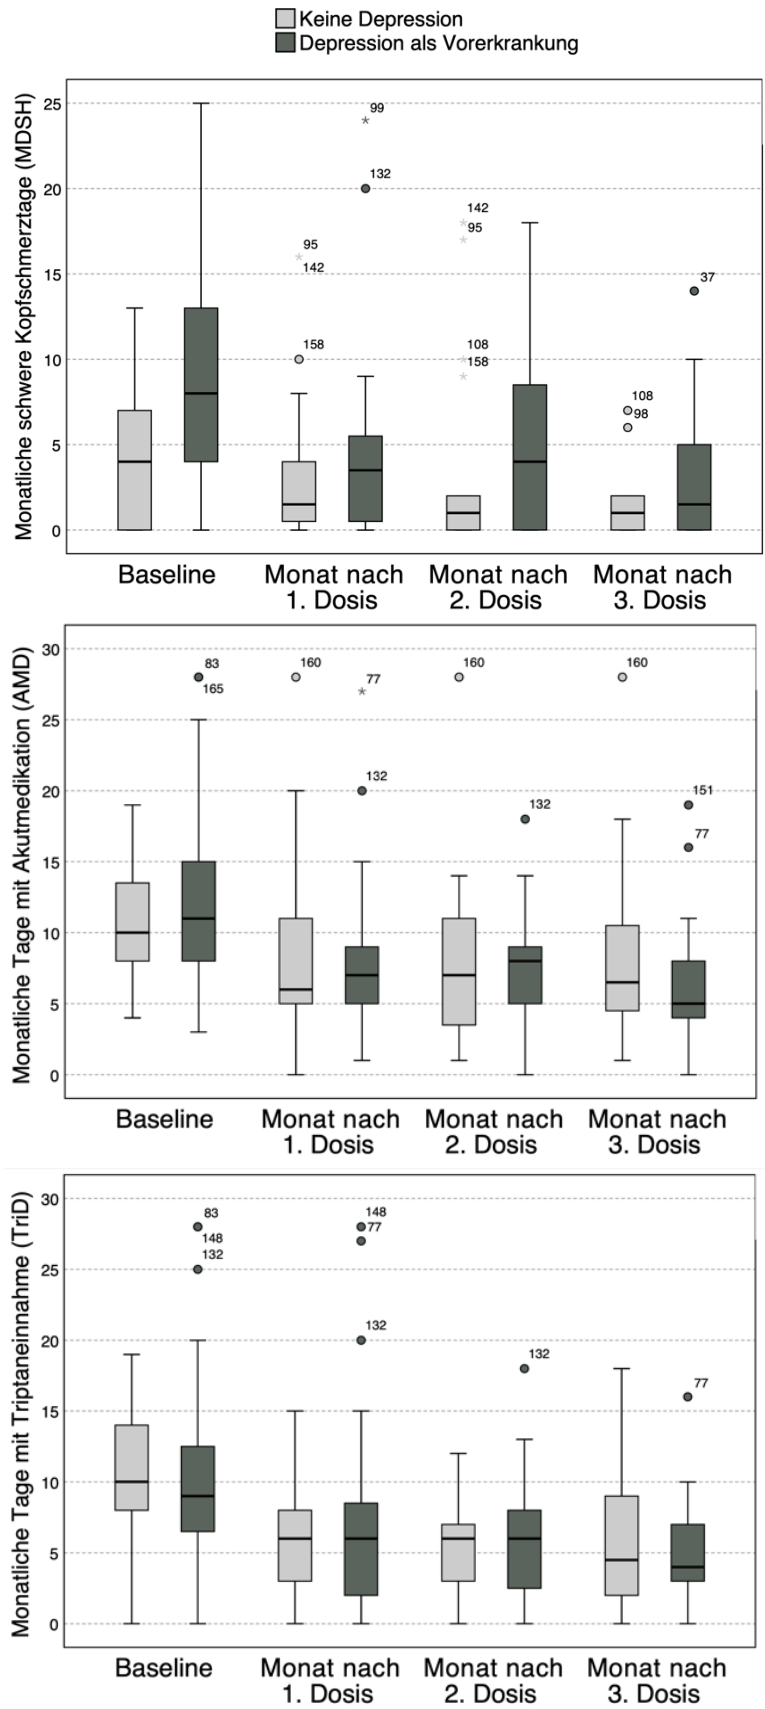 Keine Depression
Depression als Vorerkrankung
Monatliche schwere Kopfschmerztage (MDSH)
25
20
15
10
5
0
99
132
95
142
158
142
95
108
158
37
108
98
Baseline
Monat nach
1. Dosis
Monat nach
2. Dosis
Monat nach
3. Dosis
Monatliche Tage mit Akutmedikation (AMD)
30
25
20
15
10
5
0
83
165
160
77
132
160
132
160
151
77
Baseline
Monat nach
1. Dosis
Monat nach
2. Dosis
Monat nach
3. Dosis
Monatliche Tage mit Triptaneinnahme (TriD)
30
25
20
15
10
5
0
83
148
132
148
77
132
132
77
Baseline
Monat nach
1. Dosis
Monat nach
2. Dosis
Monat nach
3. Dosis